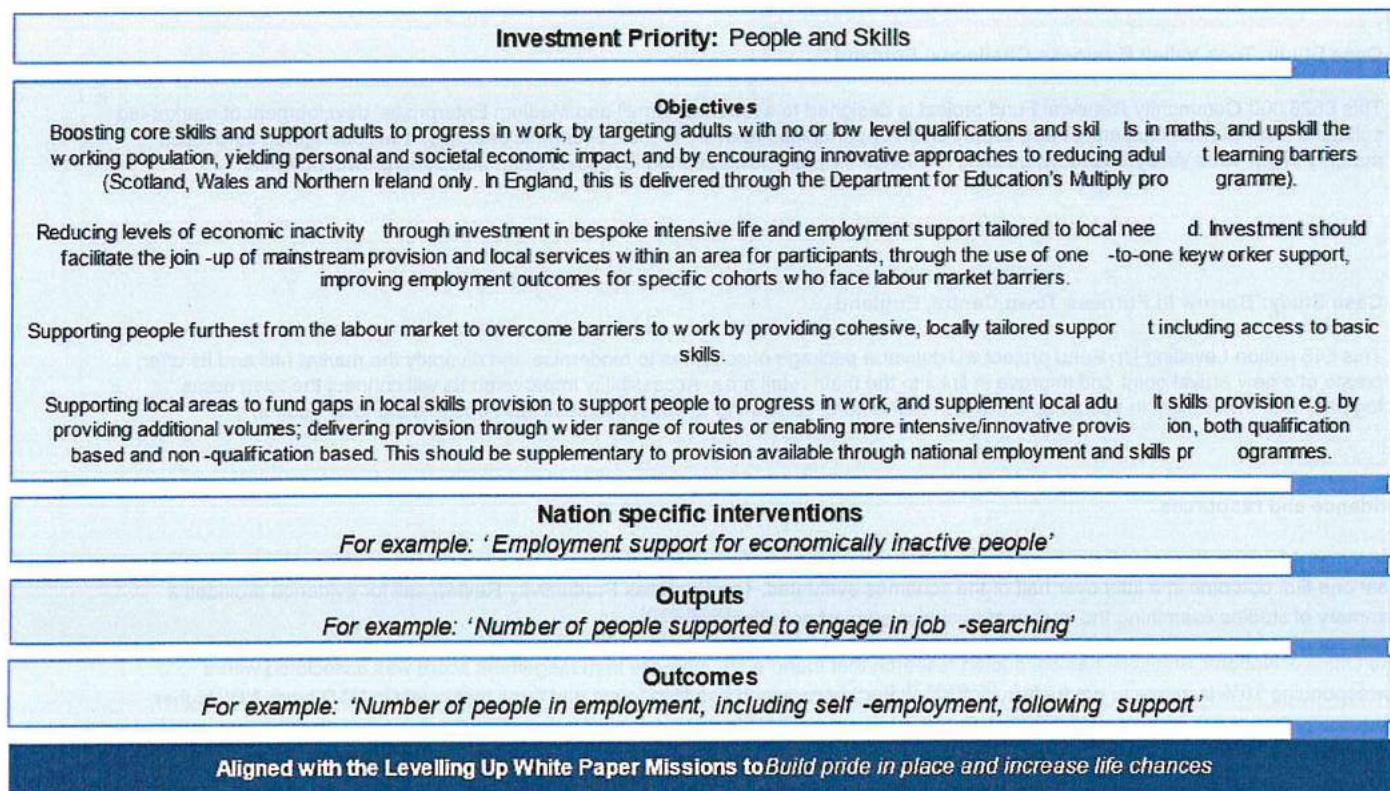 Investment Priority: People and Skills
Objectives
Boosting core skills and support adults to progress in work, by targeting adults with no or low level qualifications and skil ls in maths, and upskill the
working population, yielding personal and societal economic impact, and by encouraging innovative approaches to reducing adul t learning barriers
(Scotland, Wales and Northern Ireland only. In England, this is delivered through the Department for Education's Multiply pro gramme).
Reducing levels of economic inactivity through investment in bespoke intensive life and employment support tailored to local nee d. Investment should
facilitate the join -up of mainstream provision and local services within an area for participants, through the use of one -to-one keyworker support,
improving employment outcomes for specific cohorts who face labour market barriers.
Supporting people furthest from the labour market to overcome barriers to work by providing cohesive, locally tailored suppor t including access to basic
skills.
Supporting local areas to fund gaps in local skills provision to support people to progress in work, and supplement local adu lt skills provision e.g. by
providing additional volumes; delivering provision through wider range of routes or enabling more intensive/innovative provis ion, both qualification
based and non -qualification based. This should be supplementary to provision available through national employment and skills pr ogrammes.
Nation specific interventions
For example: 'Employment support for economically inactive people'
Outputs
For example: 'Number of people supported to engage in job -searching'
Outcomes
For example: 'Number of people in employment, including self -employment, following support'
Aligned with the Levelling Up White Paper Missions to Build pride in place and increase life chances